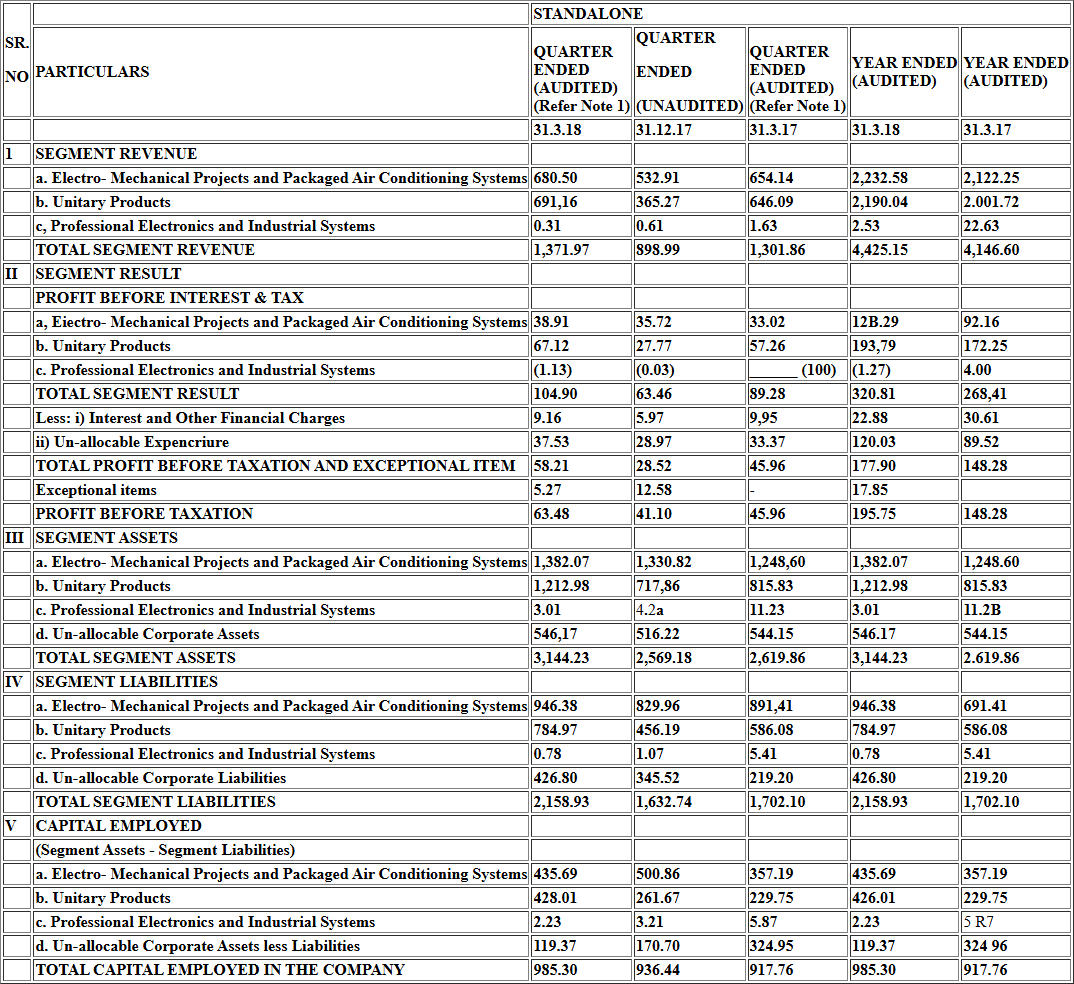 STANDALONE
SR. NO PARTICULARS QUARTER ENDED (AUDITED) (Refer Note 1) QUARTER ENDED (UNAUDITED) QUARTER ENDED (AUDITED) (Refer Note 1) YEAR ENDED (AUDITED) YEAR ENDED (AUDITED)
31.3.18 31.12.17 31.3.17 31.3.18 31.3.17
1 SEGMENT REVENUE
a. Electro- Mechanical Projects and Packaged Air Conditioning Systems 680.50 532.91 654.14 2,232.58 2,122.25
b. Unitary Products 691,16 365.27 646.09 2,190.04 2.001.72
c, Professional Electronics and Industrial Systems 0.31 0.61 1.63 2.53 22.63
TOTAL SEGMENT REVENUE 1,371.97 898.99 1,301.86 4,425.15 4,146.60
II SEGMENT RESULT
PROFIT BEFORE INTEREST & TAX
a, Eiectro- Mechanical Projects and Packaged Air Conditioning Systems 38.91 35.72 33.02 12B.29 92.16
b. Unitary Products 67.12 27.77 57.26 193,79 172.25
c. Professional Electronics and Industrial Systems (1.13) (0.03) ______ (100) (1.27) 4.00
TOTAL SEGMENT RESULT 104.90 63.46 89.28 320.81 268,41
Less: i) Interest and Other Financial Charges 9.16 5.97 9,95 22.88 30.61
ii) Un-allocable Expencriure 37.53 28.97 33.37 120.03 89.52
TOTAL PROFIT BEFORE TAXATION AND EXCEPTIONAL ITEM 58.21 28.52 45.96 177.90 148.28
Exceptional items 5.27 12.58 - 17.85
PROFIT BEFORE TAXATION 63.48 41.10 45.96 195.75 148.28
III SEGMENT ASSETS
a. Electro- Mechanical Projects and Packaged Air Conditioning Systems 1,382.07 1,330.82 1,248,60 1,382.07 1,248.60
b. Unitary Products 1,212.98 717,86 815.83 1,212.98 815.83
c. Professional Electronics and Industrial Systems 3.01 4.2a 11.23 3.01 11.2B
d. Un-allocable Corporate Assets 546,17 516.22 544.15 546.17 544.15
TOTAL SEGMENT ASSETS 3,144.23 2,569.18 2,619.86 3,144.23 2.619.86
IV SEGMENT LIABILITIES
a. Electro- Mechanical Projects and Packaged Air Conditioning Systems 946.38 829.96 891,41 946.38 691.41
b. Unitary Products 784.97 456.19 586.08 784.97 586.08
c. Professional Electronics and Industrial Systems 0.78 1.07 5.41 0.78 5.41
d. Un-allocable Corporate Liabilities 426.80 345.52 219.20 426.80 219.20
TOTAL SEGMENT LIABILITIES 2,158.93 1,632.74 1,702.10 2,158.93 1,702.10
V CAPITAL EMPLOYED
(Segment Assets - Segment Liabilities)
a. Electro- Mechanical Projects and Packaged Air Conditioning Systems 435.69 500.86 357.19 435.69 357.19
b. Unitary Products 428.01 261.67 229.75 426.01 229.75
c. Professional Electronics and Industrial Systems 2.23 3.21 5.87 2.23 5 R7
d. Un-allocable Corporate Assets less Liabilities 119.37 170.70 324.95 119.37 324 96
TOTAL CAPITAL EMPLOYED IN THE COMPANY 985.30 936.44 917.76 985.30 917.76